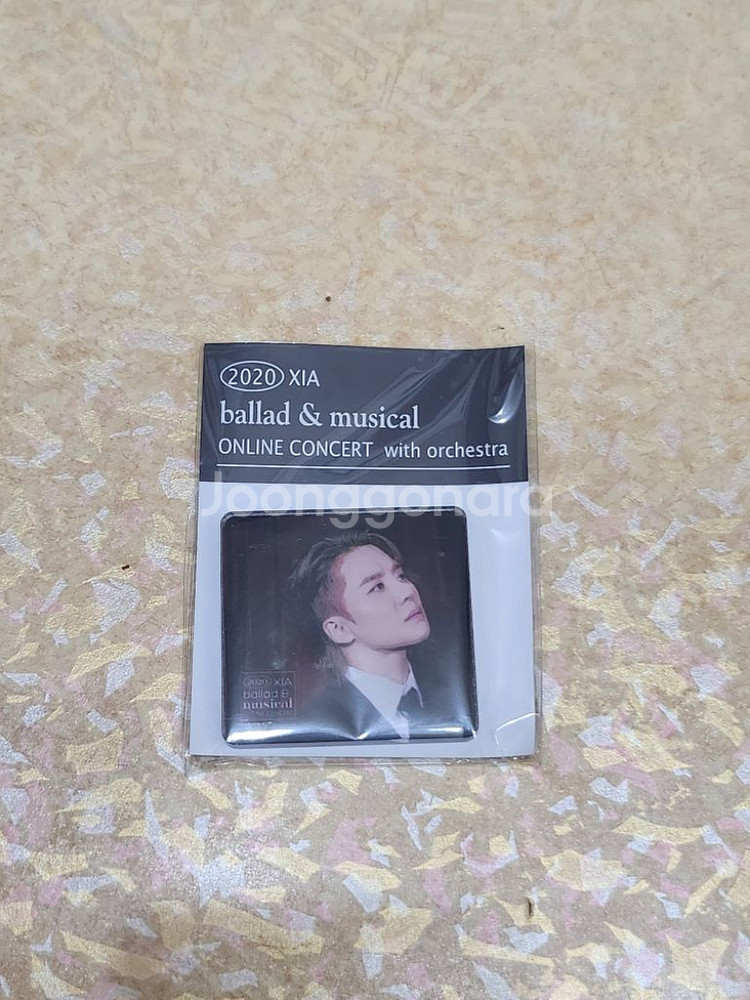 2020 XIA
ballad & musical
ONLINE CONCERT with orchestra
Joonggonara
2020 XIA
ballad &
musical